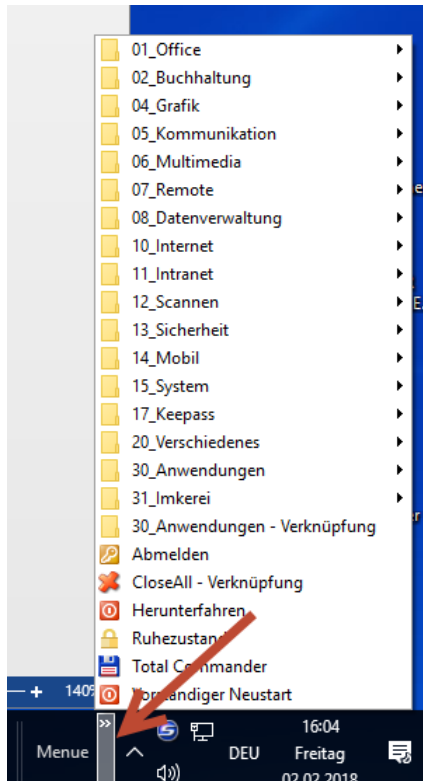 01_Office
02_Buchhaltung
04_Grafik
05_Kommunikation
06_Multimedia
07_Remote
08_Datenverwaltung
10_Internet
11_Intranet
12_Scannen
13_Sicherheit
14_Mobil
15_System
17_Keepass
20_Verschiedenes
30_Anwendungen
31_Imkerei
30_Anwendungen - Verknüpfung
Abmelden
CloseAll - Verknüpfung
Herunterfahren
Ruhezustand
Total Commander
Vorständiger Neustart
140%
Menue
»
DEU
16:04
Freitag
02.02.2018